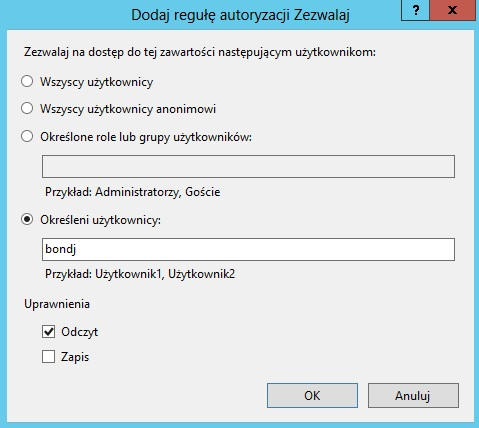 Dodaj regułę autoryzacji Zezwalaj
? x
Zezwalaj na dostęp do tej zawartości następującym użytkownikom:
Wszyscy użytkownicy
Wszyscy użytkownicy anonimowi
Określone role lub grupy użytkowników:
Przykład: Administratorzy, Goście
Określeni użytkownicy:
bondj
Przykład: Użytkownik1, Użytkownik2
Uprawnienia
Odczyt
Zapis
OK Anuluj